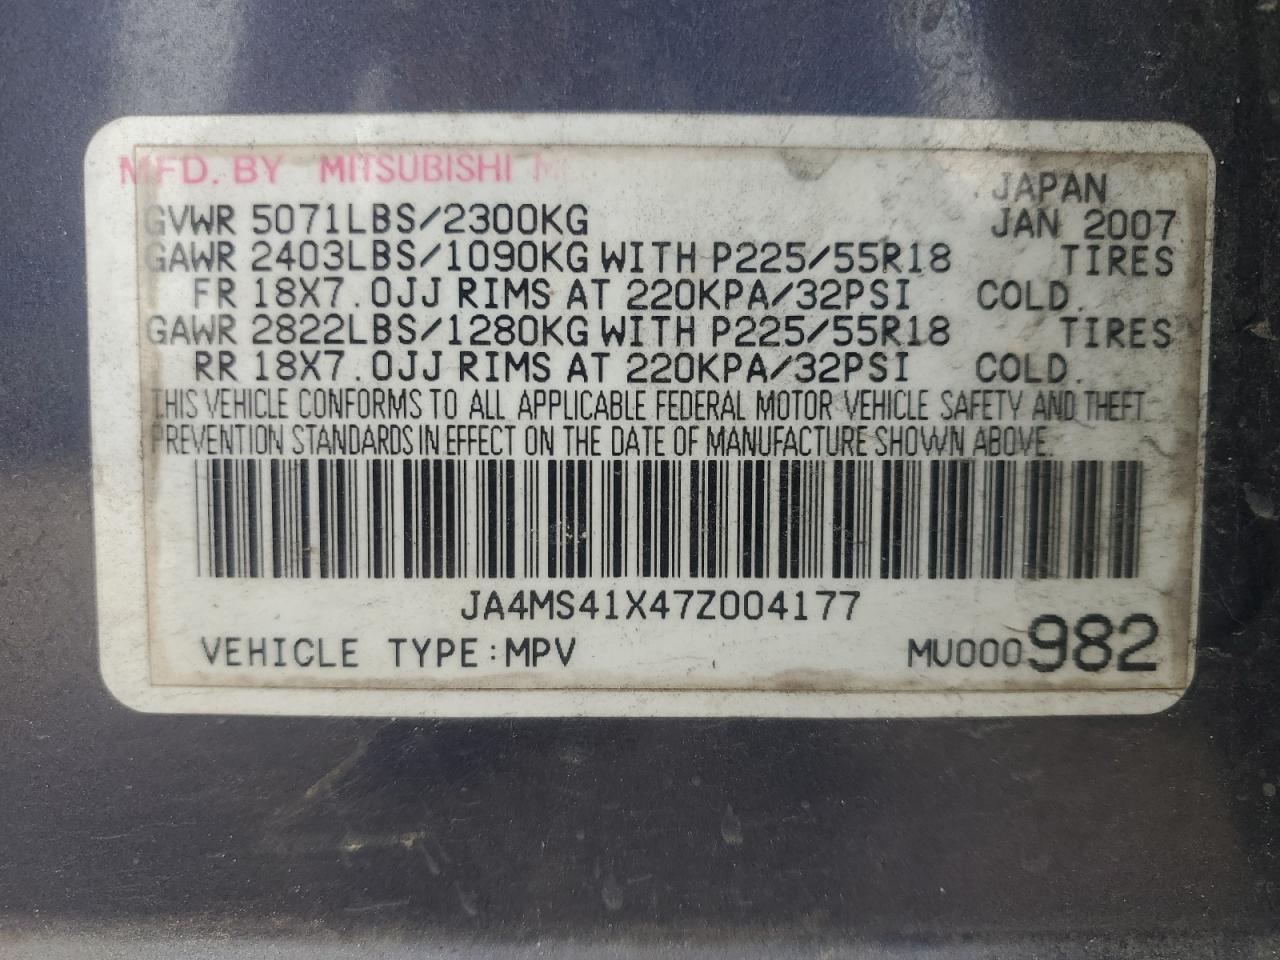 MFD. BY MITSUBISHI
JAPAN
GVWR 5071LBS/2300KG JAN 2007
GAWR 2403LBS/1090KG WITH P225/55R18 TIRES
FR 18X7.0JJ RIMS AT 220KPA/32PSI COLD.
GAWR 2822LBS/1280KG WITH P225/55R18 TIRES
RR 18X7.0JJ RIMS AT 220KPA/32PSI COLD.
THIS VEHICLE CONFORMS TO ALL APPLICABLE FEDERAL MOTOR VEHICLE SAFETY AND THEFT
PREVENTION STANDARDS IN EFFECT ON THE DATE OF MANUFACTURE SHOWN ABOVE.
JA4MS41X47Z004177
VEHICLE TYPE:MPV MU000982